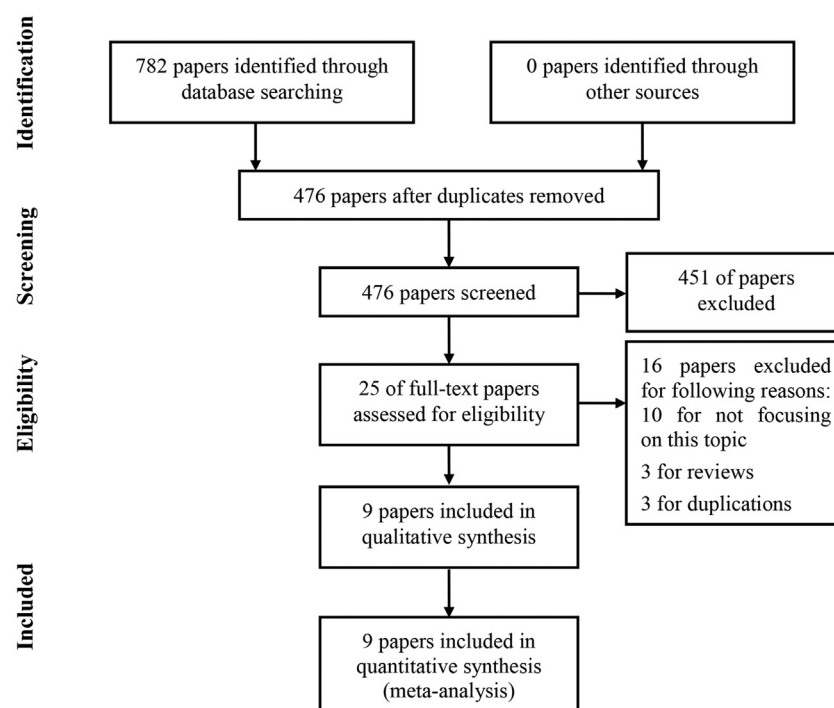 Identification
782 papers identified through
database searching
0 papers identified through
other sources
476 papers after duplicates removed
Screening
476 papers screened
451 of papers
excluded
Eligibility
25 of full-text papers
assessed for eligibility
16 papers excluded
for following reasons:
10 for not focusing
on this topic
3 for reviews
3 for duplications
9 papers included in
qualitative synthesis
Included
9 papers included in
quantitative synthesis
(meta-analysis)